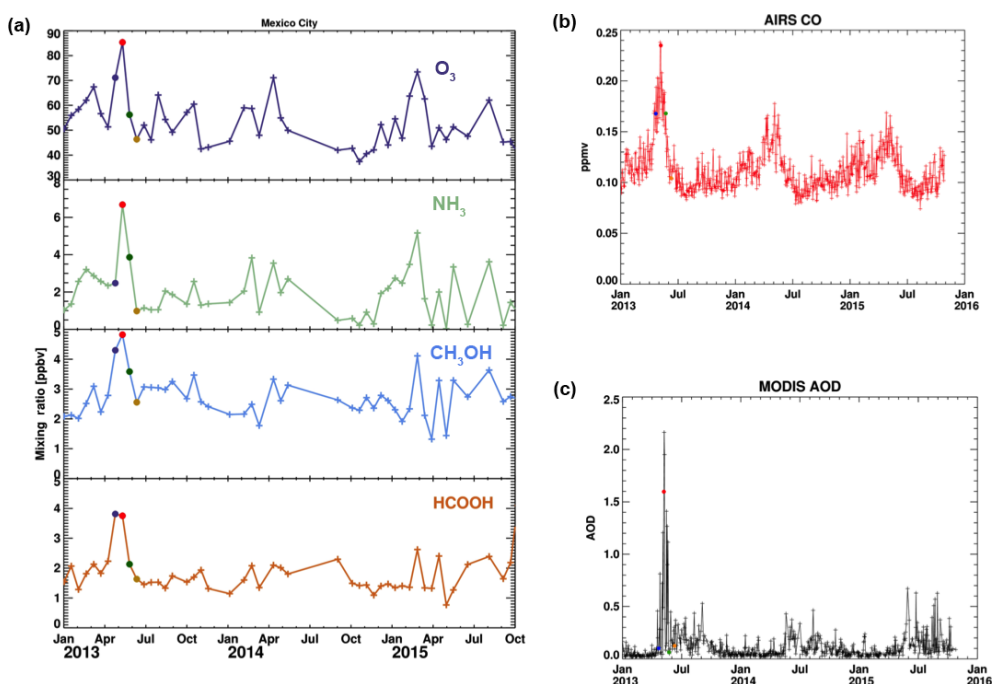 (a)
Mexico City
90
80
70
60
50
40
30
O3
8
6
4
2
0
NH3
5
4
3
2
1
0
CH3OH
Mixing ratio [ppbv]
5
4
3
2
1
0
HCOOH
Jan Apr Jul Oct Jan Apr Jul Oct Jan Apr Jul Oct
2013 2014 2015
(b)
AIRS CO
0.25
0.20
0.15
0.10
0.05
0.00
ppmv
Jan Jul Jan Jul Jan Jul Jan
2013 2014 2015 2016
(c)
MODIS AOD
2.5
2.0
1.5
1.0
0.5
0.0
AOD
Jan Jul Jan Jul Jan Jul Jan
2013 2014 2015 2016